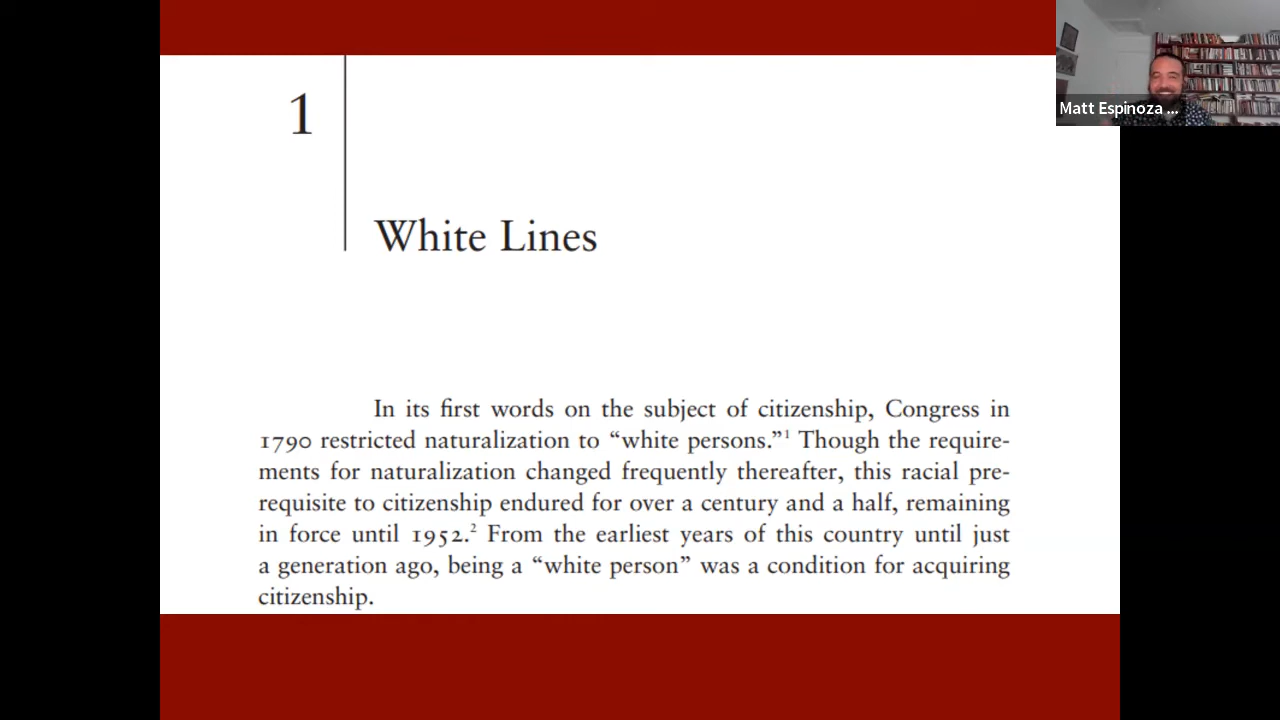 Matt Espinoza ...
1
White Lines
In its first words on the subject of citizenship, Congress in
1790 restricted naturalization to “white persons.”1 Though the require-
ments for naturalization changed frequently thereafter, this racial pre-
requisite to citizenship endured for over a century and a half, remaining
in force until 1952.2 From the earliest years of this country until just
a generation ago, being a “white person” was a condition for acquiring
citizenship.